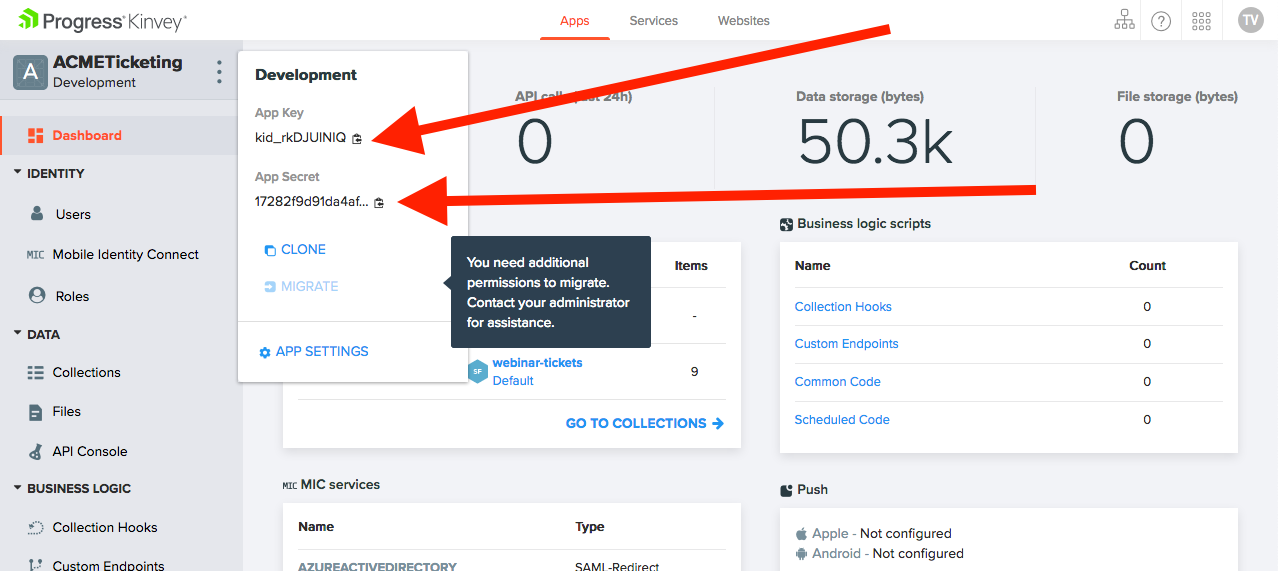 Progress Kinvey
Apps
Services
Websites
TV
A
ACMETicketing
Development
Dashboard
IDENTITY
Users
MIC Mobile Identity Connect
Roles
DATA
Collections
Files
API Console
BUSINESS LOGIC
Collection Hooks
Custom Endpoints
Development
App Key
kid_rkDJUINIQ
App Secret
17282f9d91da4af...
CLONE
MIGRATE
APP SETTINGS
You need additional
permissions to migrate.
Contact your administrator
for assistance.
24h)
0
Data storage (bytes)
50.3k
File storage (bytes)
0
Items
-
SF
webinar-tickets
Default
9
GO TO COLLECTIONS
Business logic scripts
Name Count
Collection Hooks 0
Custom Endpoints 0
Common Code 0
Scheduled Code 0
MIC MIC services
Name Type
AZUREACTIVEDIRECTORY SAML-Redirect
Push
Apple - Not configured
Android - Not configured